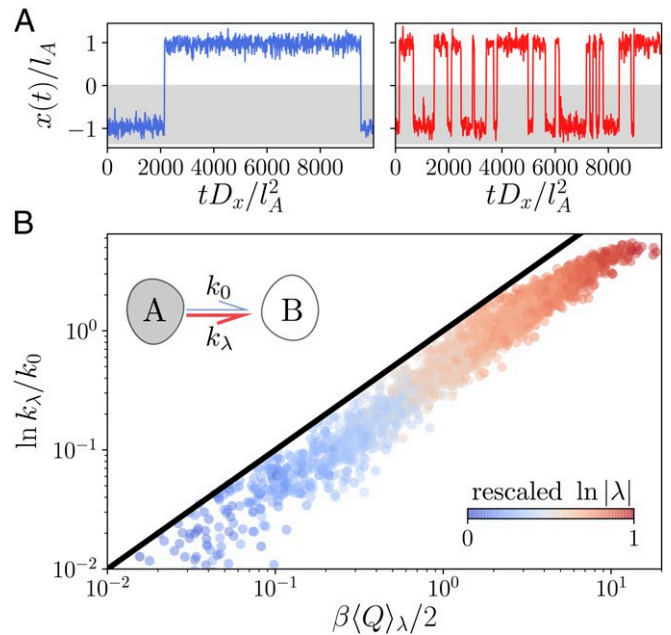 A
x(t)/l_A
1
0
−1
0 2000 4000 6000 8000
tD_x/l_A^2
0 2000 4000 6000 8000
tD_x/l_A^2
B
ln k_λ/k_0
10^0
10^−1
10^−2
A k_0 k_λ B
rescaled ln |λ|
0 1
10^−2 10^−1 10^0 10^1
β⟨Q⟩_λ/2